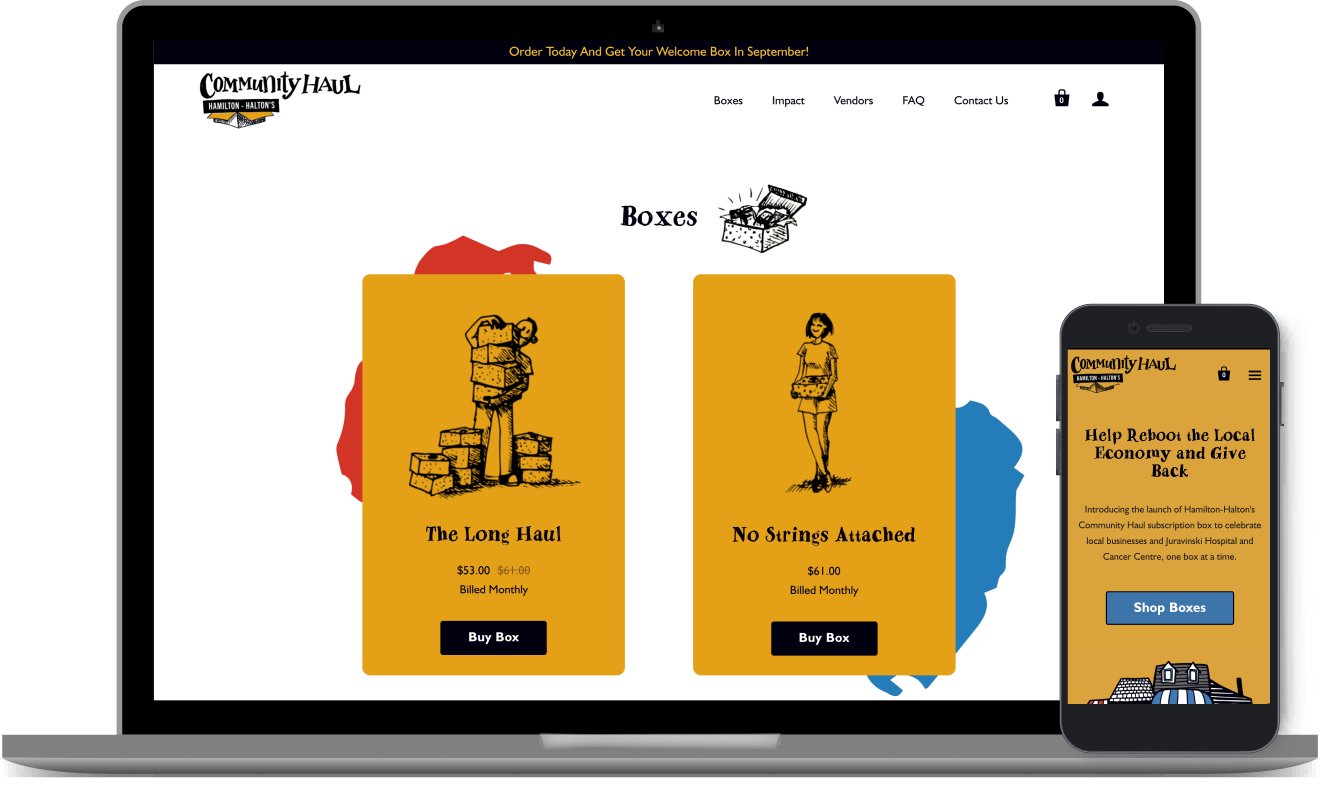 Order Today And Get Your Welcome Box In September!
COMMUNITY HAUL
HAMILTON - HALTON'S
Boxes Impact Vendors FAQ Contact Us 0
Boxes
The Long Haul
$53.00 $61.00
Billed Monthly
Buy Box
No Strings Attached
$61.00
Billed Monthly
Buy Box
COMMUNITY HAUL
HAMILTON - HALTON'S
0
Help Reboot the Local
Economy and Give
Back
Introducing the launch of Hamilton-Halton's
Community Haul subscription box to celebrate
local businesses and Juravinski Hospital and
Cancer Centre, one box at a time.
Shop Boxes